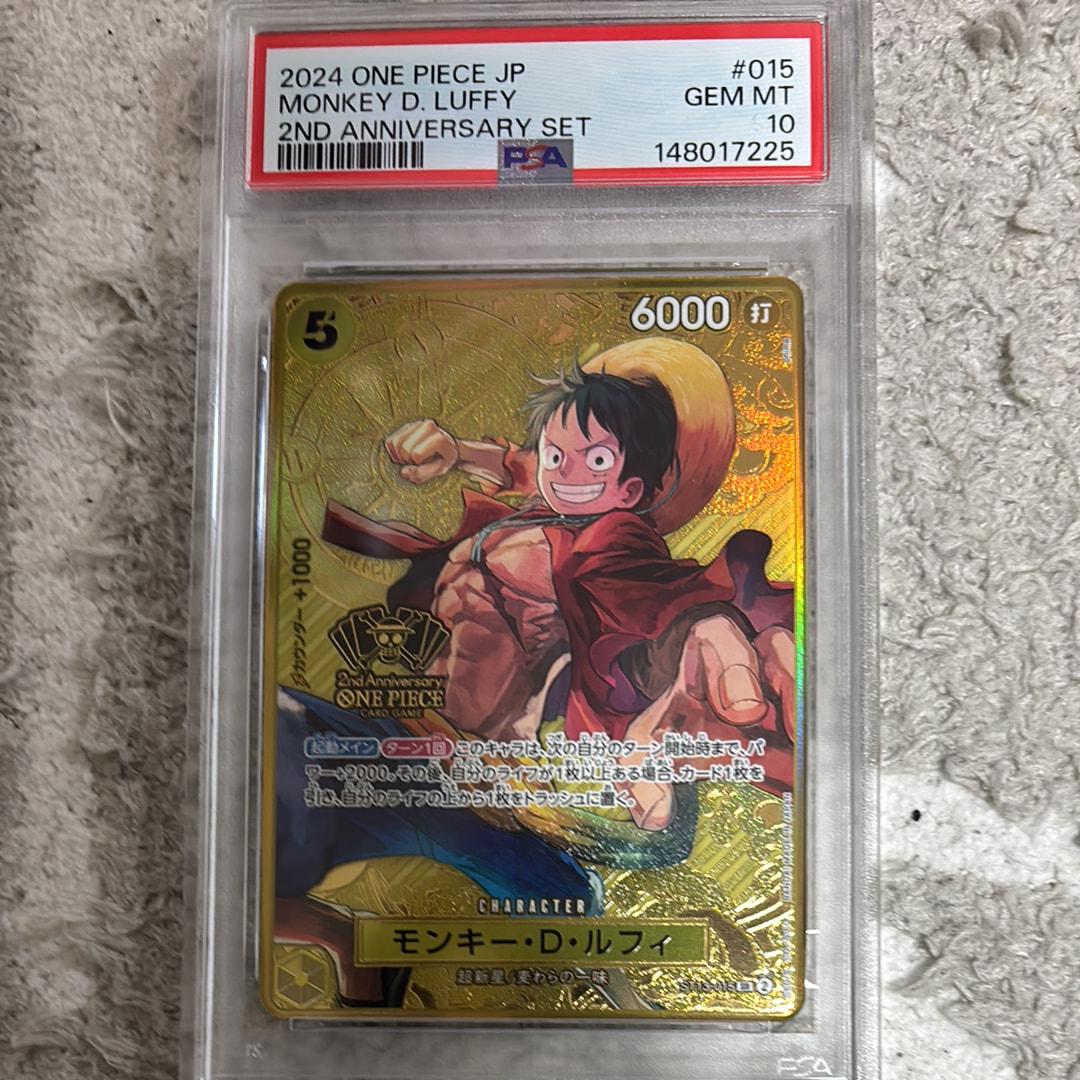 2024 ONE PIECE JP
#015
MONKEY D. LUFFY
GEM MT
2ND ANNIVERSARY SET
10
PSA
148017225
5
6000
打
カウンター +1000
2nd Anniversary
ONE PIECE
CARD GAME
起動メイン ターン1回 このキャラは、次の自分のターン開始時まで、パ
ワー+2000。その後、自分のライフが1枚以上ある場合、カード1枚を
引き、自分のライフの上から1枚をトラッシュに置く。
CHARACTER
モンキー・D・ルフィ
超新星/麦わらの一味
ST13-015 SR 2
PSA